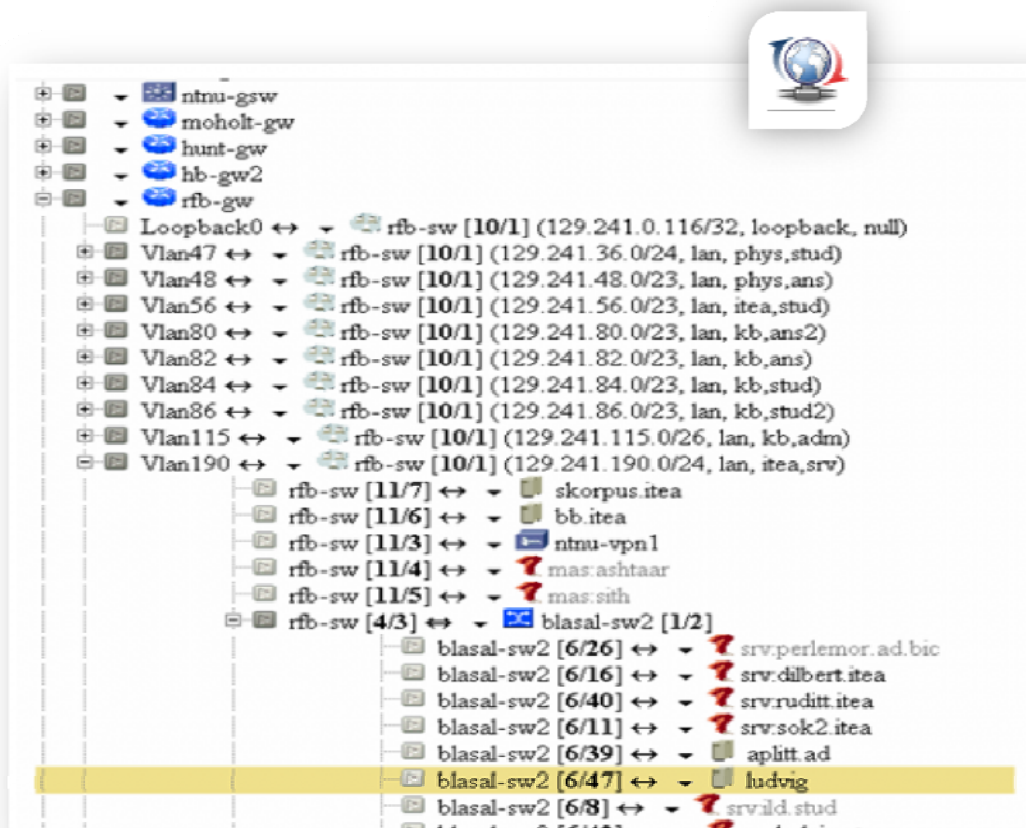 ntnu-gsw
moholt-gw
hunt-gw
hb-gw2
rfb-gw
Loopback0 ↔ rfb-sw [10/1] (129.241.0.116/32, loopback, null)
Vlan47 ↔ rfb-sw [10/1] (129.241.36.0/24, lan, phys,stud)
Vlan48 ↔ rfb-sw [10/1] (129.241.48.0/23, lan, phys,ans)
Vlan56 ↔ rfb-sw [10/1] (129.241.56.0/23, lan, itea,stud)
Vlan80 ↔ rfb-sw [10/1] (129.241.80.0/23, lan, kb,ans2)
Vlan82 ↔ rfb-sw [10/1] (129.241.82.0/23, lan, kb,ans)
Vlan84 ↔ rfb-sw [10/1] (129.241.84.0/23, lan, kb,stud)
Vlan86 ↔ rfb-sw [10/1] (129.241.86.0/23, lan, kb,stud2)
Vlan115 ↔ rfb-sw [10/1] (129.241.115.0/26, lan, kb,adm)
Vlan190 ↔ rfb-sw [10/1] (129.241.190.0/24, lan, itea,srv)
rfb-sw [11/7] ↔ skorpus.itea
rfb-sw [11/6] ↔ bb.itea
rfb-sw [11/3] ↔ ntnu-vpn1
rfb-sw [11/4] ↔ mas:ashtaar
rfb-sw [11/5] ↔ mas:sith
rfb-sw [4/3] ⇔ blasal-sw2 [1/2]
blasal-sw2 [6/26] ↔ srv:perlemor.ad.bic
blasal-sw2 [6/16] ↔ srv:dilbert.itea
blasal-sw2 [6/40] ↔ srv:ruditt.itea
blasal-sw2 [6/11] ↔ srv:sok2.itea
blasal-sw2 [6/39] ↔ aplitt.ad
blasal-sw2 [6/47] ↔ ludvig
blasal-sw2 [6/8] ↔ srv:ild.stud